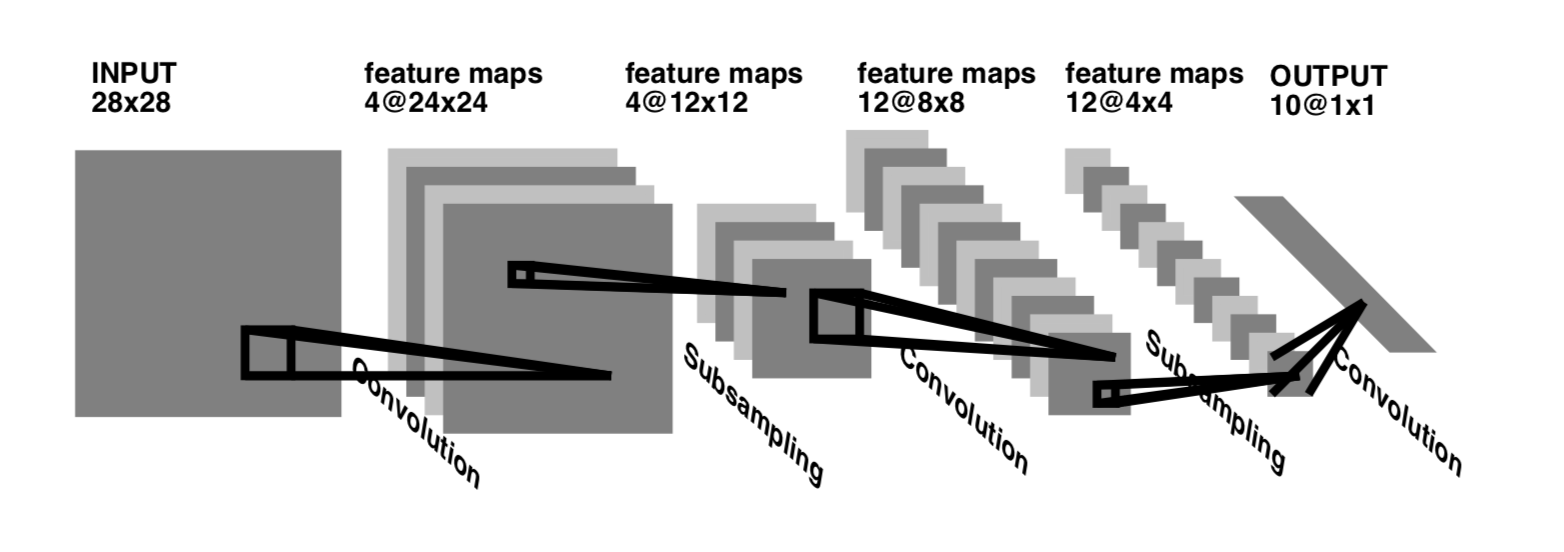 INPUT
28x28
feature maps
4@24x24
feature maps
4@12x12
feature maps
12@8x8
feature maps
12@4x4
OUTPUT
10@1x1
Convolution
Subsampling
Convolution
Subsampling
Convolution